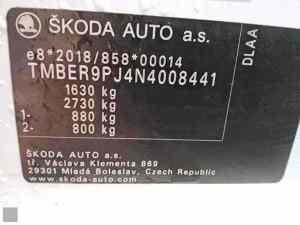 ŠKODA AUTO a.s.
e8*2018/858*00014
TMBER9PJ4N4008441
1630 kg
2730 kg
1- 880 kg
2- 800 kg
DLAA
ŠKODA AUTO a.s.
tř. Václava Klementa 869
29301 Mladá Boleslav, Czech Republic
www.skoda-auto.com